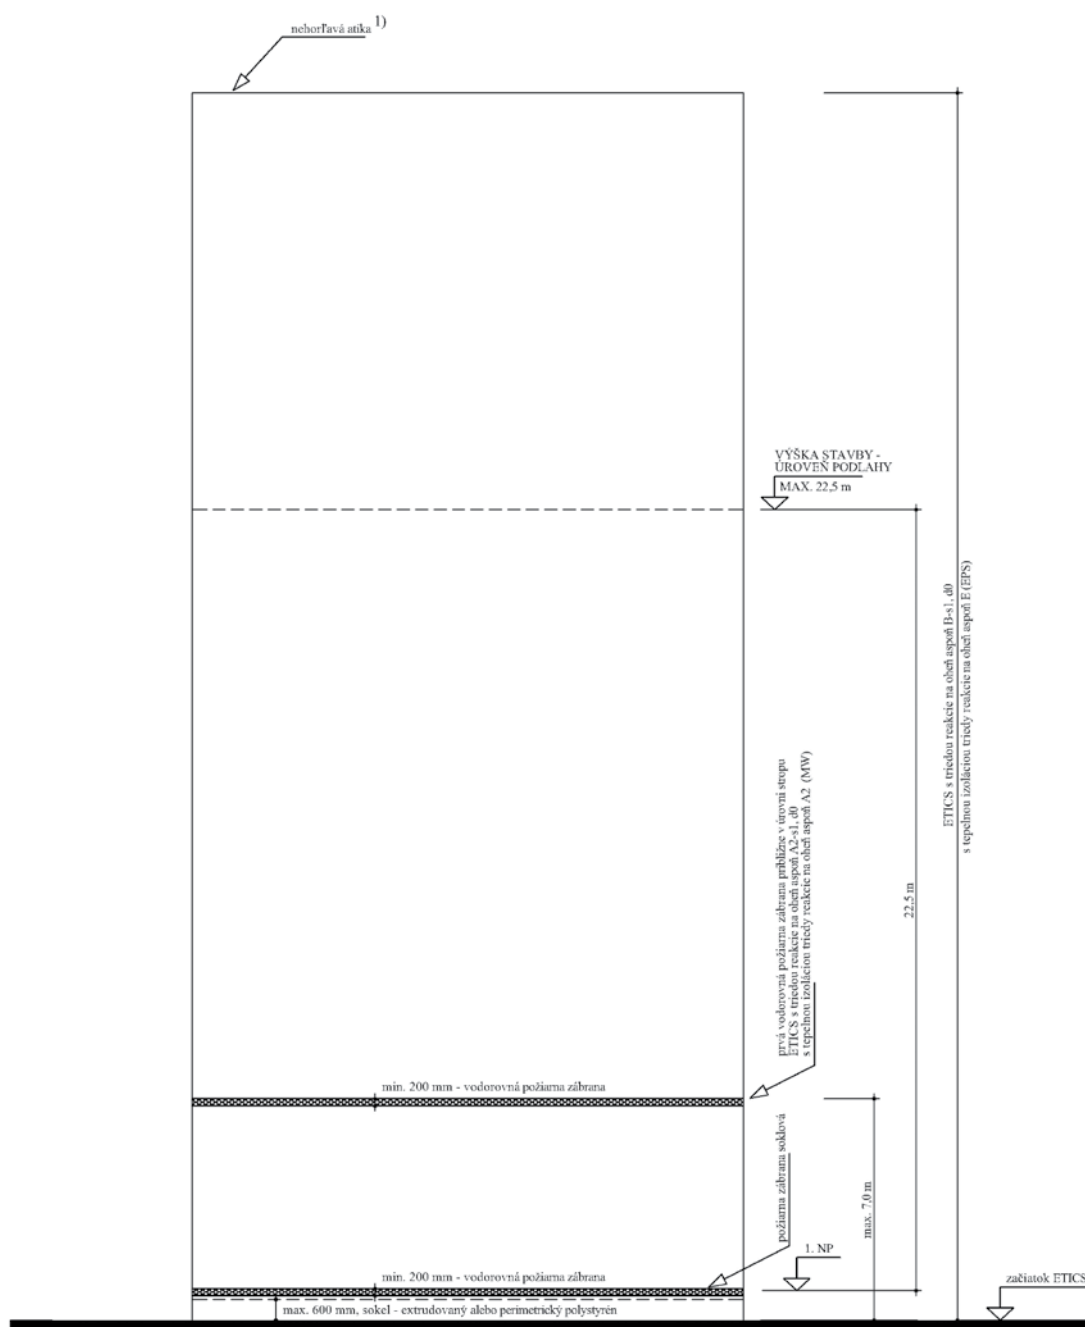 nehorľavá atika 1)
VÝŠKA STAVBY -
ÚROVEŇ PODLAHY
MAX. 22,5 m
ETICS s triedou reakcie na oheň aspoň B-s1, d0
s tepelnou izoláciou triedy reakcie na oheň aspoň E (EPS)
22,5 m
prvá vodorovná požiarna zábrana približne v úrovni stropu
ETICS s triedou reakcie na oheň aspoň A2-s1, d0
s tepelnou izoláciou triedy reakcie na oheň aspoň A2 (MW)
min. 200 mm - vodorovná požiarna zábrana
požiarna zábrana soklová
max. 7,0 m
1. NP
min. 200 mm - vodorovná požiarna zábrana
začiatok ETICS
max. 600 mm, sokel - extrudovaný alebo perimetrický polystyrén